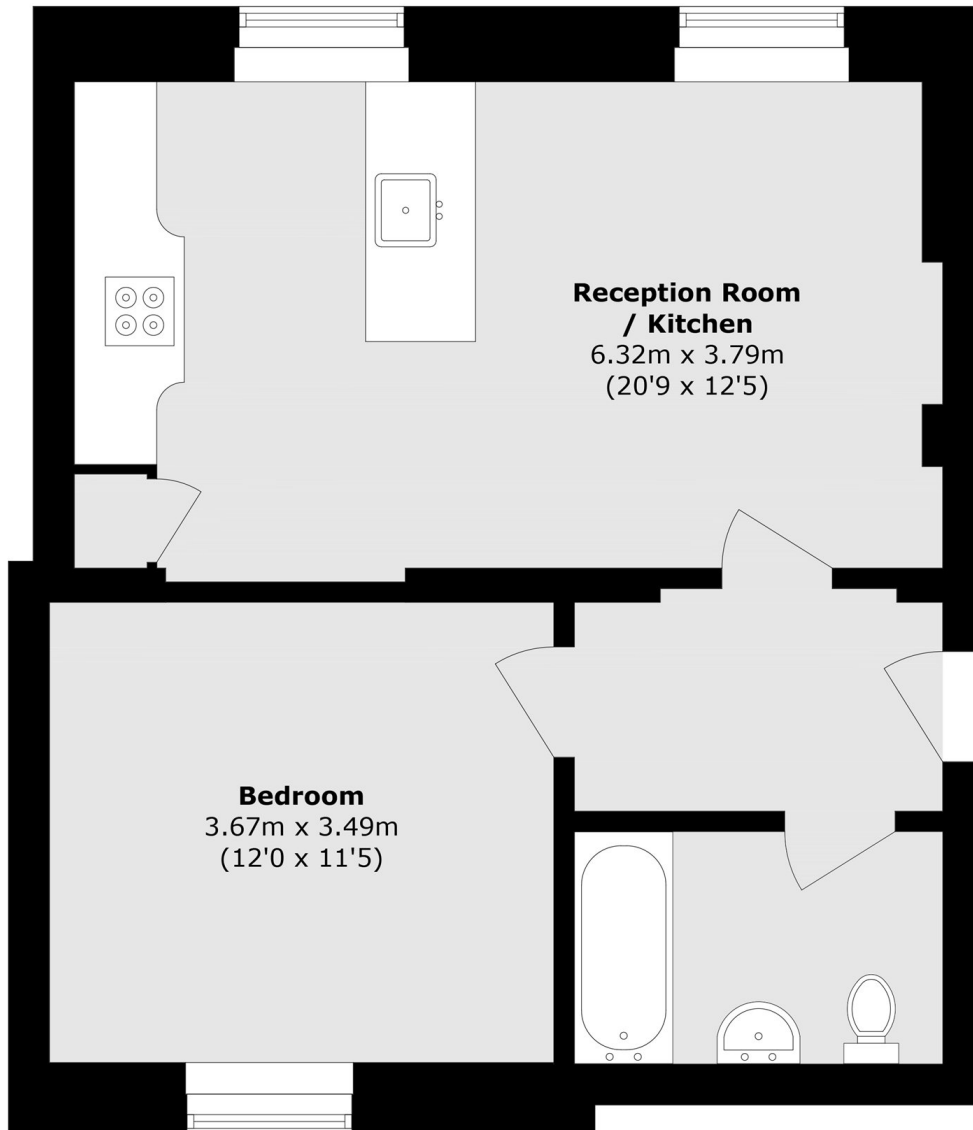 Reception Room
/ Kitchen
6.32m x 3.79m
(20'9 x 12'5)
Bedroom
3.67m x 3.49m
(12'0 x 11'5)